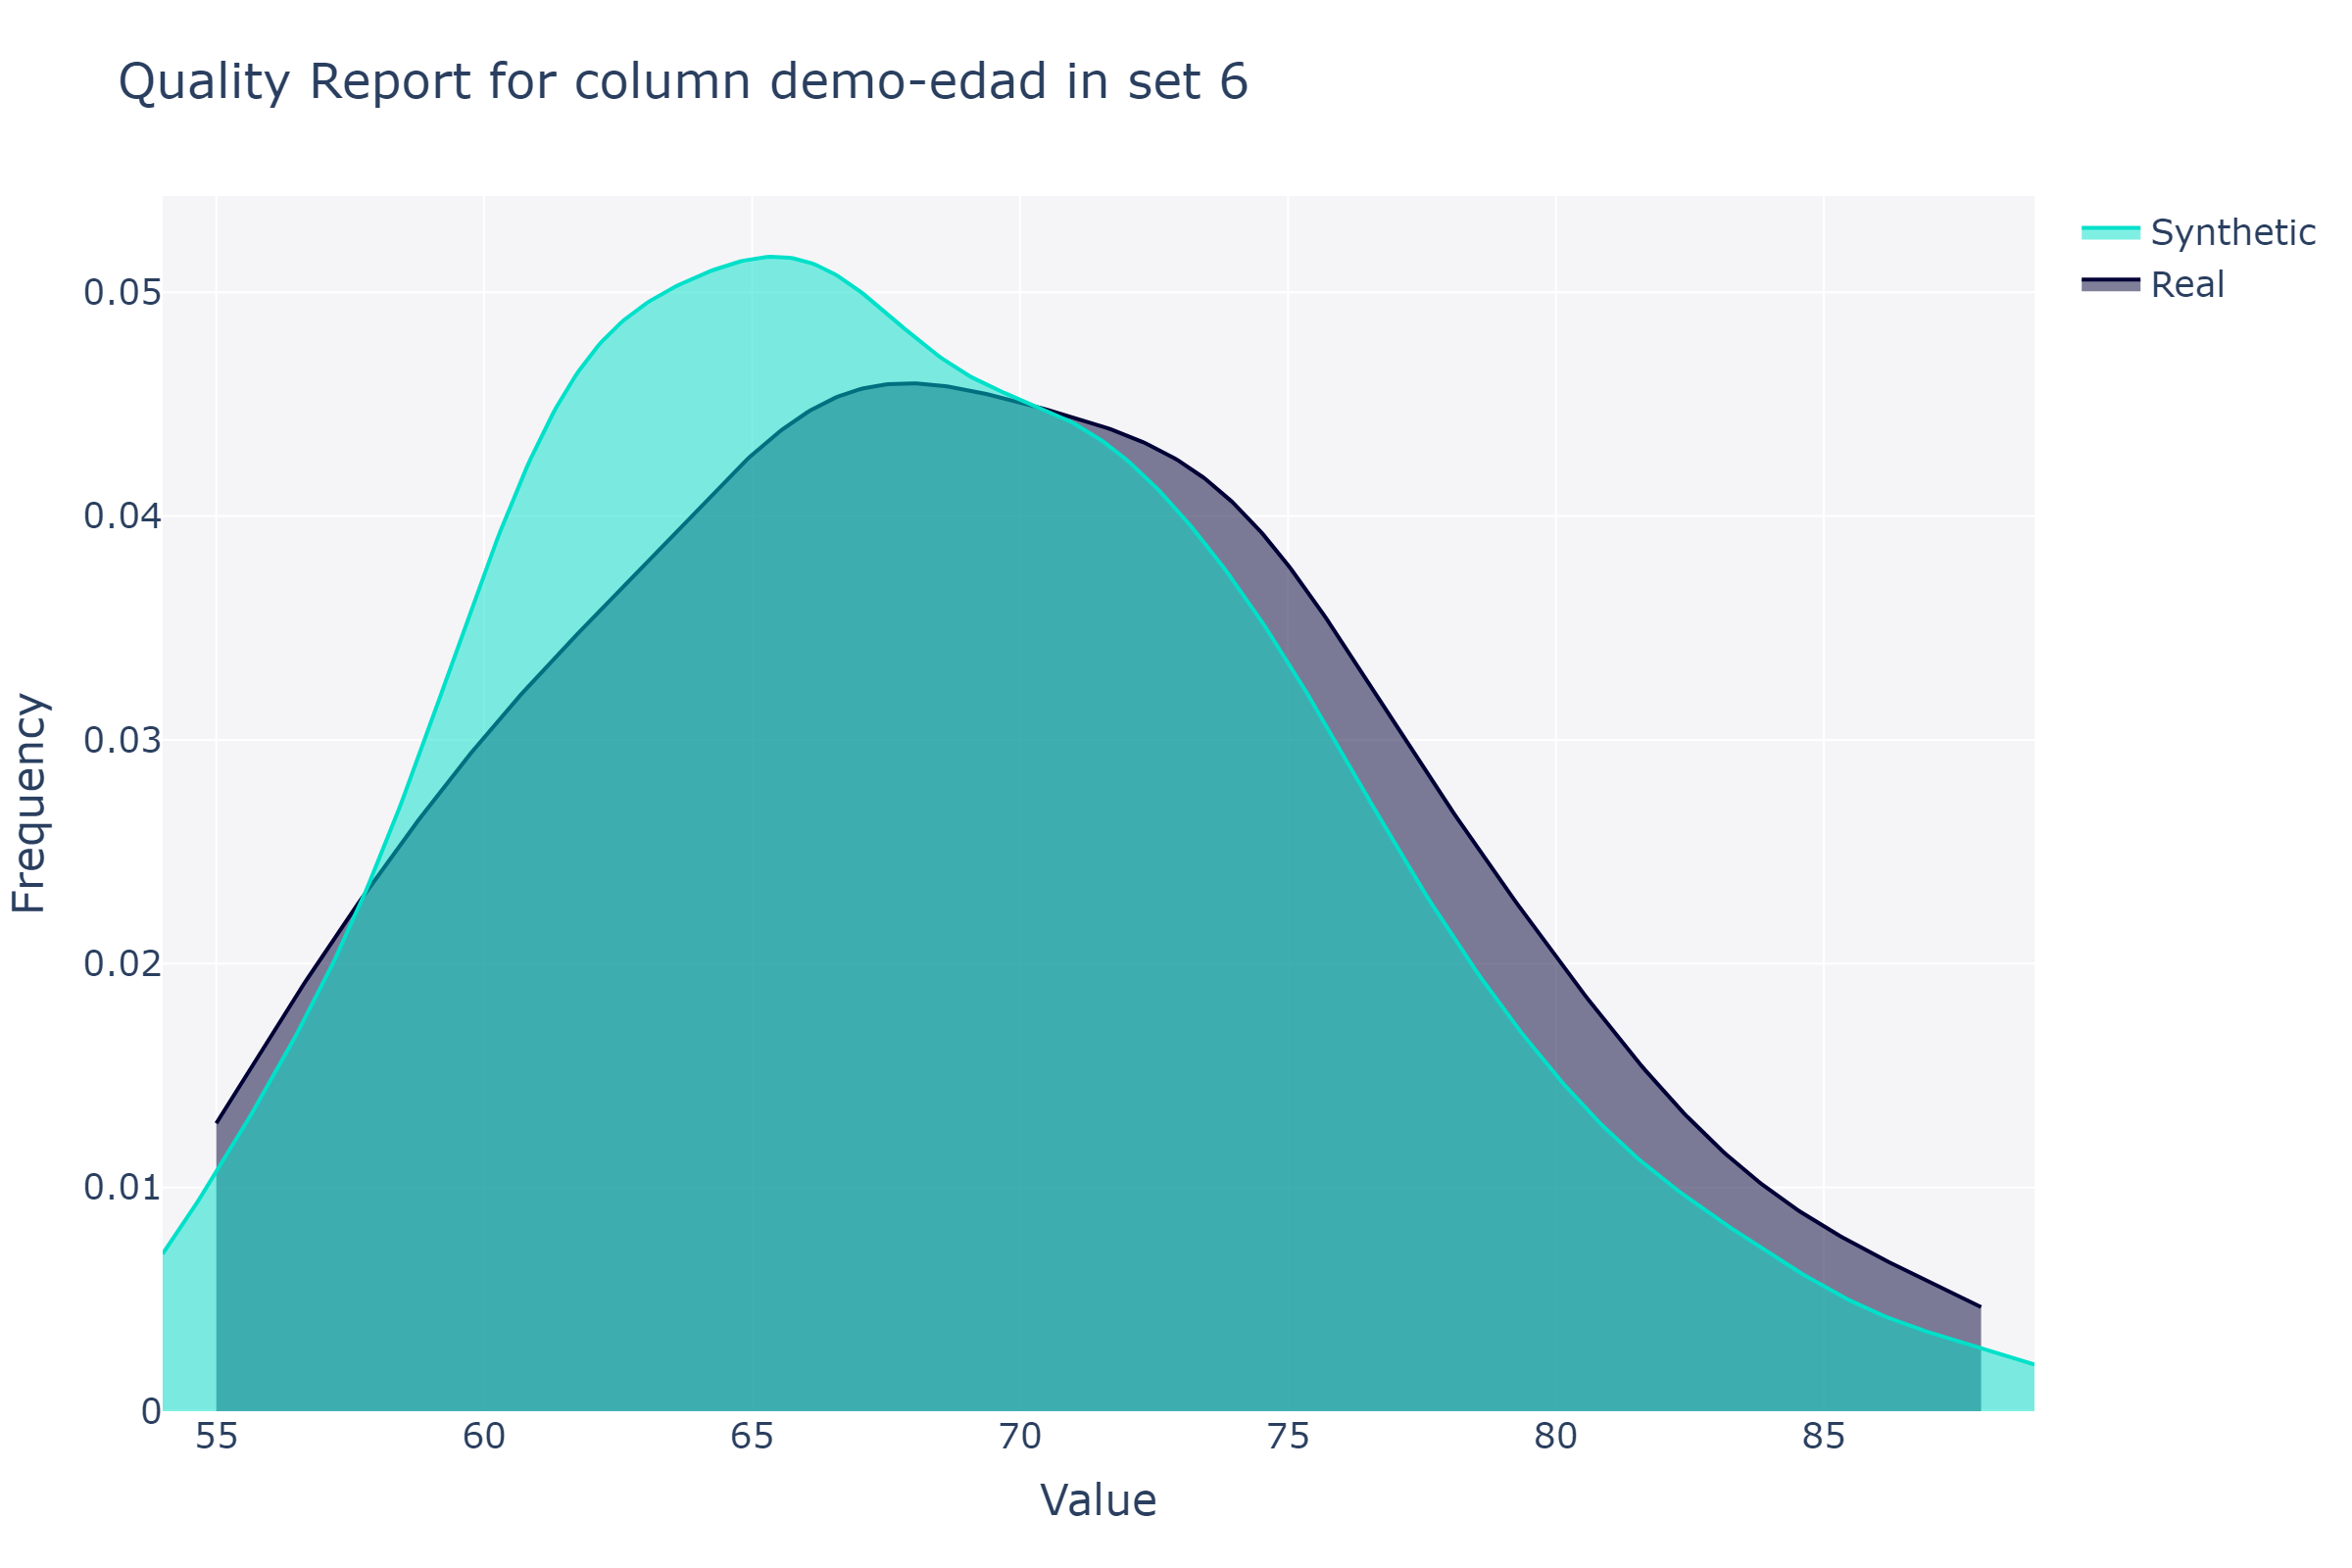 Quality Report for column demo-edad in set 6
Synthetic
Real
0.05
0.04
0.03
0.02
0.01
0
Frequency
55 60 65 70 75 80 85
Value